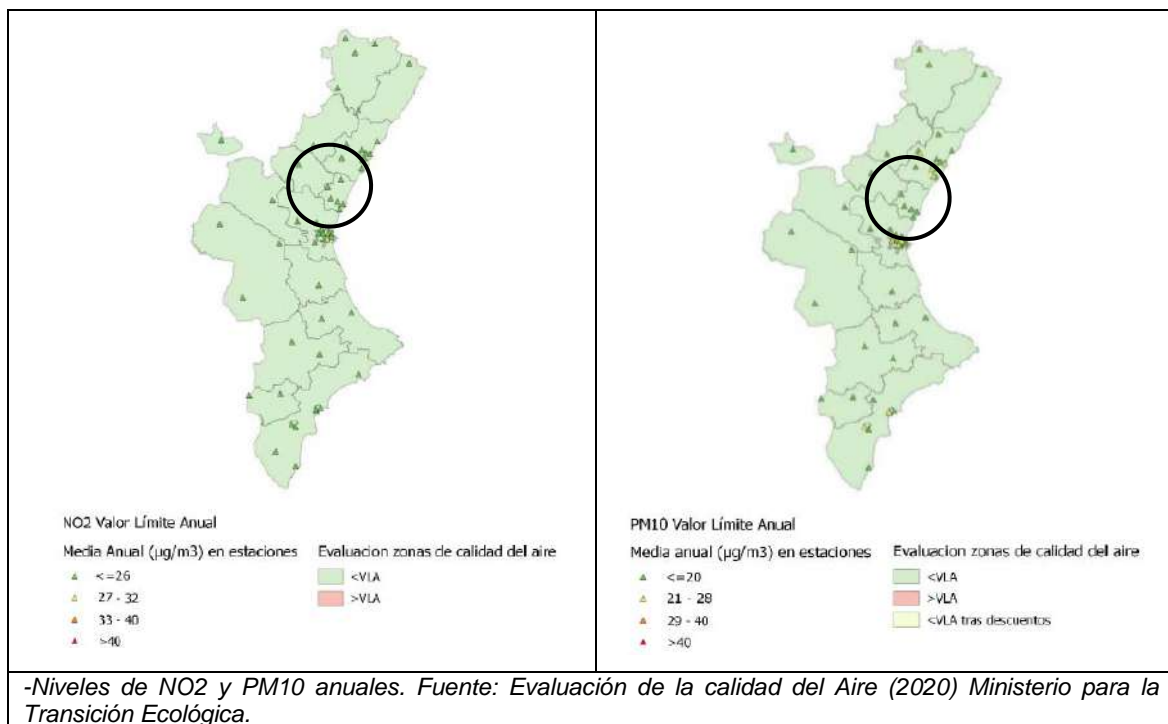 NO2 Valor Límite Anual
Media Anual (µg/m3) en estaciones
<=26
27 - 32
33 - 40
>40
Evaluacion zonas de calidad del aire
<VLA
>VLA
PM10 Valor Límite Anual
Media anual (µg/m3) en estaciones
<=20
21 - 28
29 - 40
>40
Evaluacion zonas de calidad del aire
<VLA
>VLA
<VLA tras descuentos
-Niveles de NO2 y PM10 anuales. Fuente: Evaluación de la calidad del Aire (2020) Ministerio para la
Transición Ecológica.